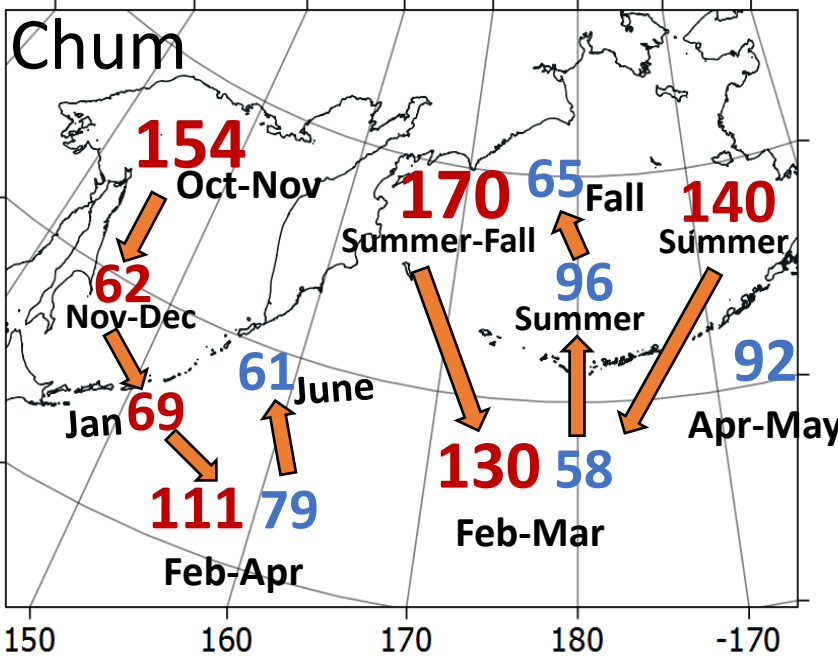 Chum
154
Oct-Nov
170
65
Fall
140
Summer-Fall
Summer
62
96
Nov-Dec
Summer
61
June
92
Jan 69
Apr-May
130
58
111
79
Feb-Mar
Feb-Apr
150 160 170 180 -170